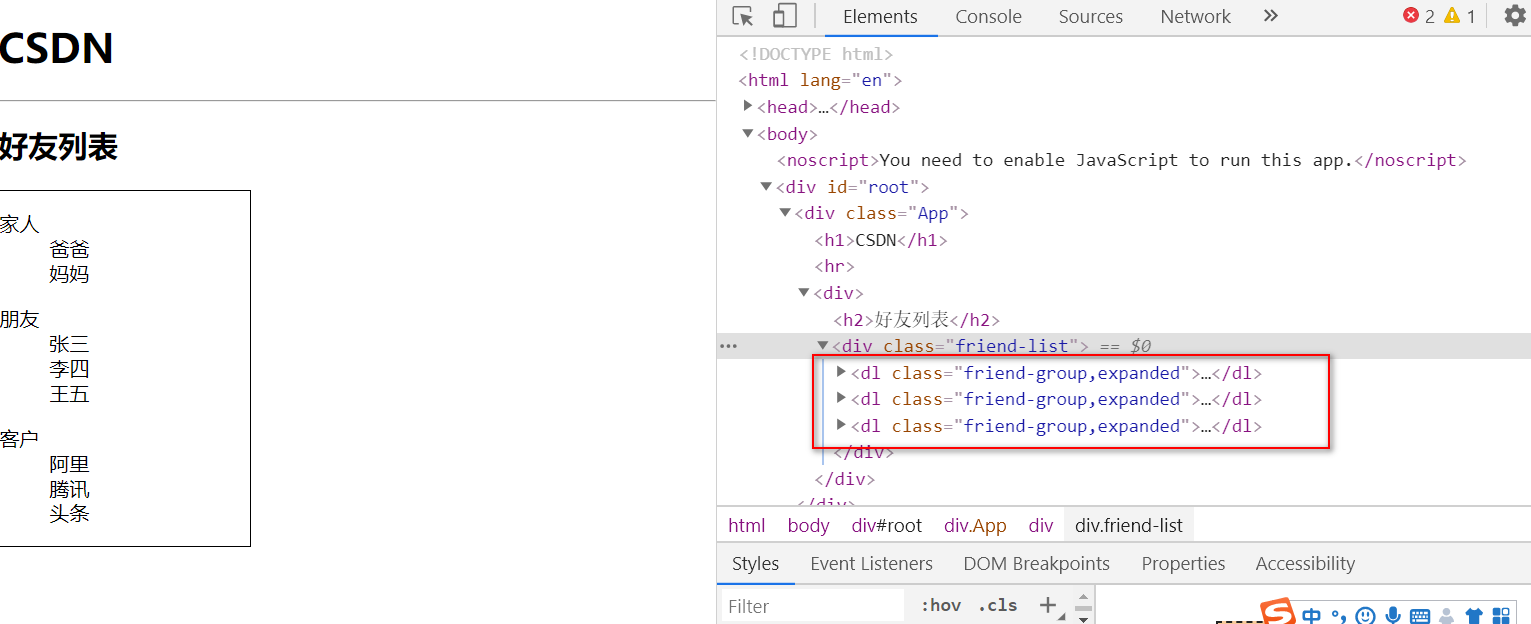 CSDN
好友列表
家人
爸爸
妈妈
朋友
张三
李四
王五
客户
阿里
腾讯
头条
Elements Console Sources Network 2 1
<!DOCTYPE html>
<html lang="en">
<head>…</head>
<body>
<noscript>You need to enable JavaScript to run this app.</noscript>
<div id="root">
<div class="App">
<h1>CSDN</h1>
<hr>
<div>
<h2>好友列表</h2>
<div class="friend-list"> == $0
<dl class="friend-group,expanded">…</dl>
<dl class="friend-group,expanded">…</dl>
<dl class="friend-group,expanded">…</dl>
</div>
</div>
</div>
html body div#root div.App div div.friend-list
Styles Event Listeners DOM Breakpoints Properties Accessibility
Filter :hov .cls +
S 中